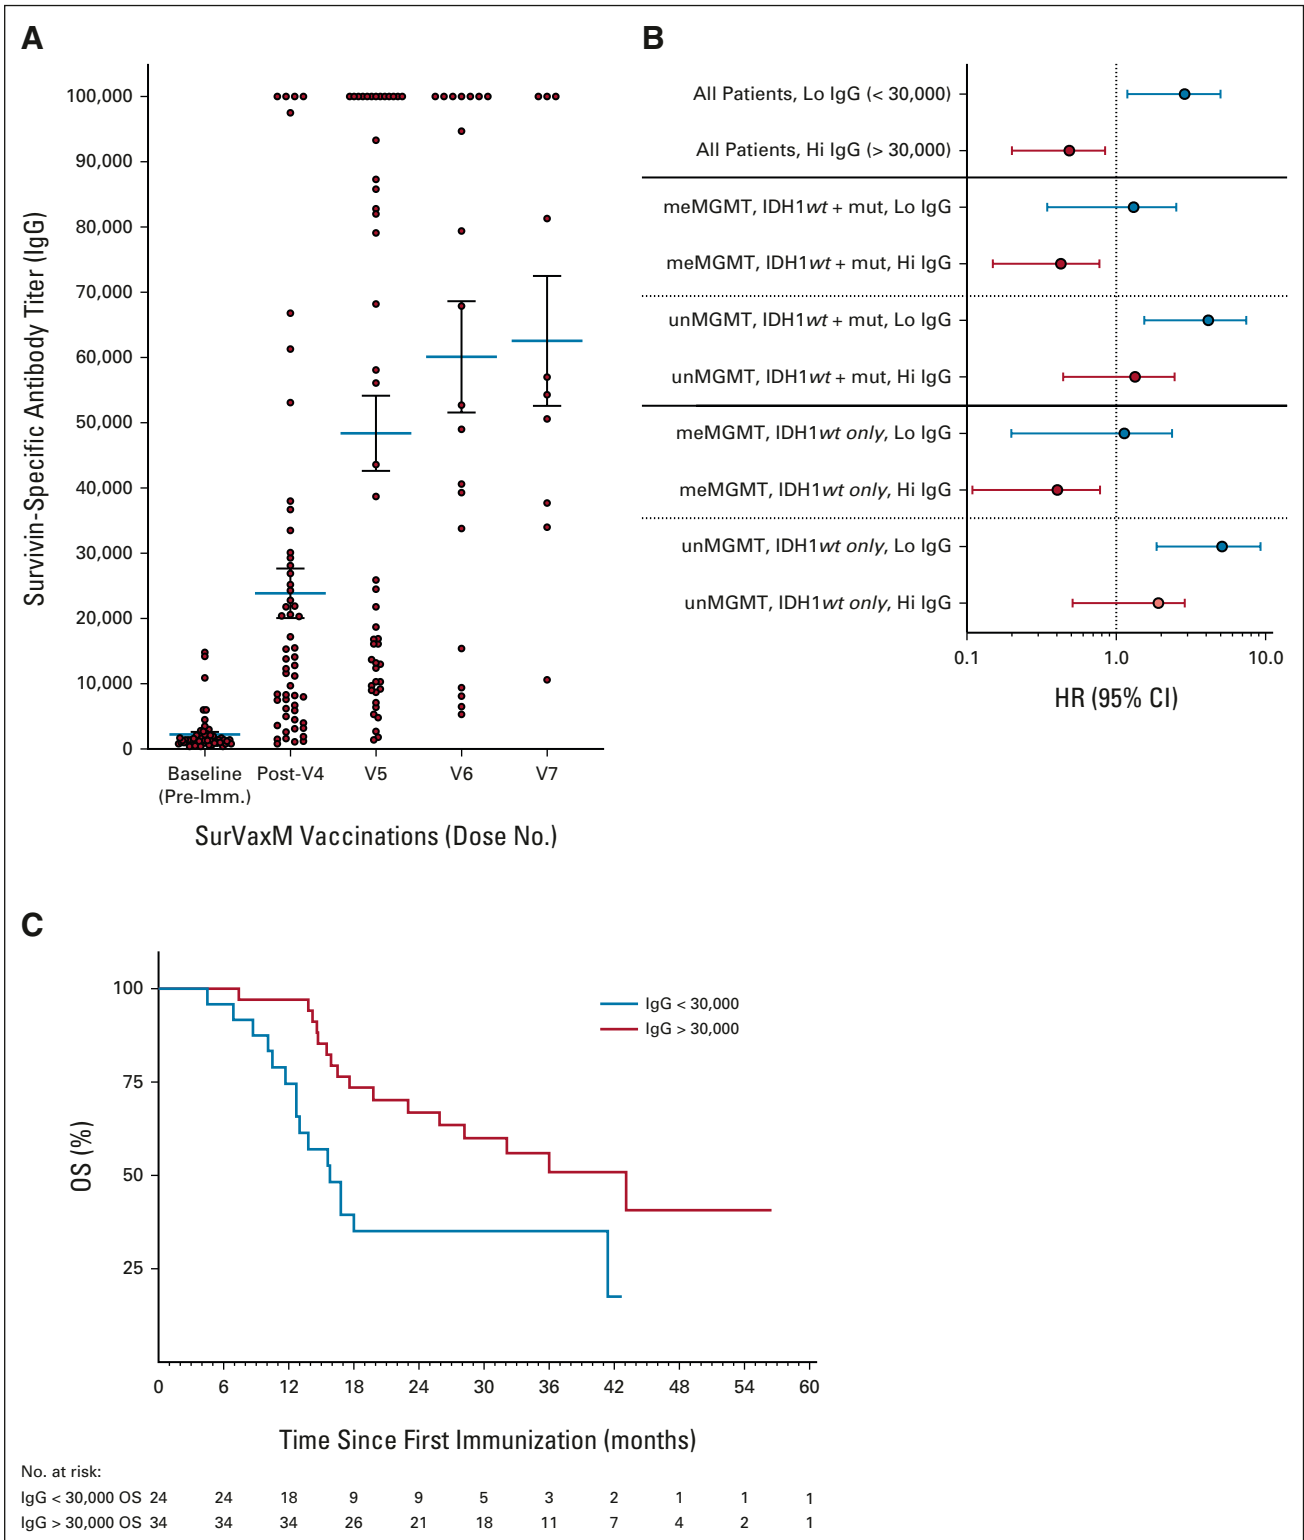 A
Survivin-Specific Antibody Titer (IgG)
100,000
90,000
80,000
70,000
60,000
50,000
40,000
30,000
20,000
10,000
0
Baseline
(Pre-Imm.)
Post-V4
V5
V6
V7
SurVaxM Vaccinations (Dose No.)
B
All Patients, Lo IgG (< 30,000)
All Patients, Hi IgG (> 30,000)
meMGMT, IDH1wt + mut, Lo IgG
meMGMT, IDH1wt + mut, Hi IgG
unMGMT, IDH1wt + mut, Lo IgG
unMGMT, IDH1wt + mut, Hi IgG
meMGMT, IDH1wt only, Lo IgG
meMGMT, IDH1wt only, Hi IgG
unMGMT, IDH1wt only, Lo IgG
unMGMT, IDH1wt only, Hi IgG
0.1 1.0 10.0
HR (95% CI)
C
OS (%)
100
75
50
25
IgG < 30,000
IgG > 30,000
0 6 12 18 24 30 36 42 48 54 60
Time Since First Immunization (months)
No. at risk:
IgG < 30,000 OS 24 24 18 9 9 5 3 2 1 1 1
IgG > 30,000 OS 34 34 34 26 21 18 11 7 4 2 1